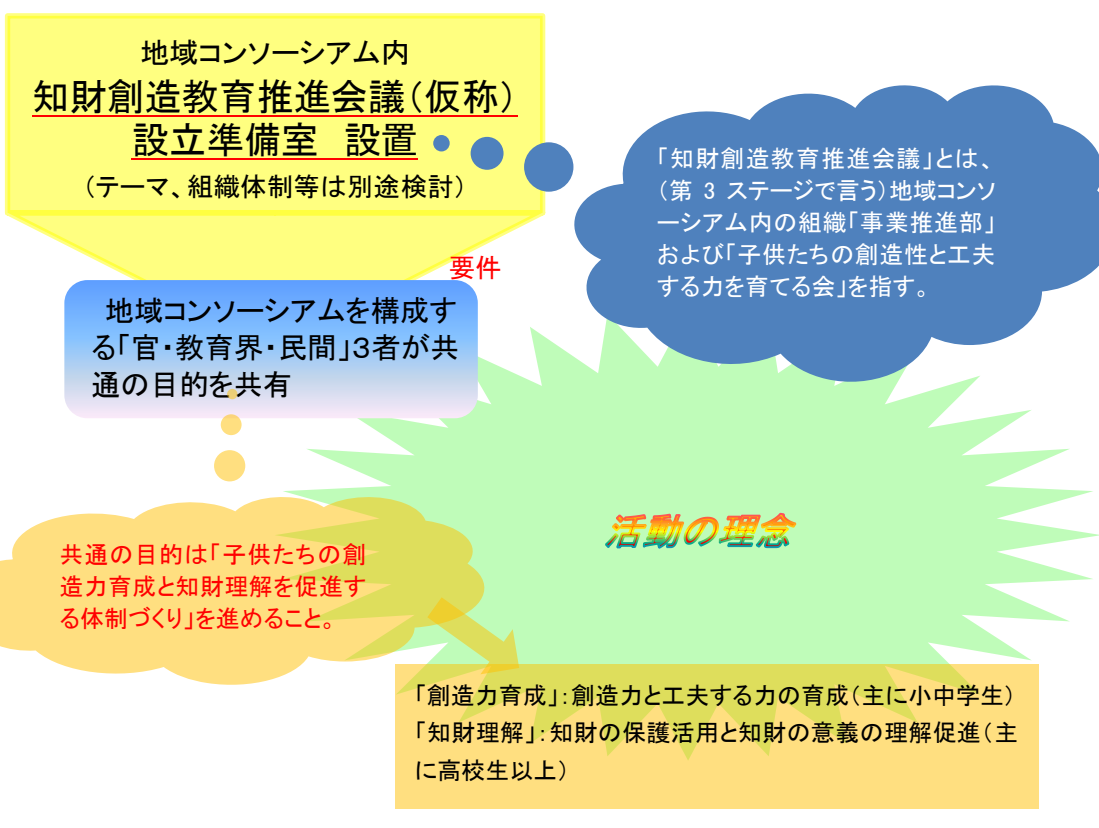 地域コンソーシアム内
知財創造教育推進会議(仮称)
設立準備室　設置
(テーマ、組織体制等は別途検討)
「知財創造教育推進会議」とは、
(第 3 ステージで言う)地域コンソ
ーシアム内の組織「事業推進部」
および「子供たちの創造性と工夫
する力を育てる会」を指す。
要件
地域コンソーシアムを構成す
る「官・教育界・民間」3者が共
通の目的を共有
活動の理念
共通の目的は「子供たちの創
造力育成と知財理解を促進す
る体制づくり」を進めること。
「創造力育成」:創造力と工夫する力の育成(主に小中学生)
「知財理解」:知財の保護活用と知財の意義の理解促進(主
に高校生以上)